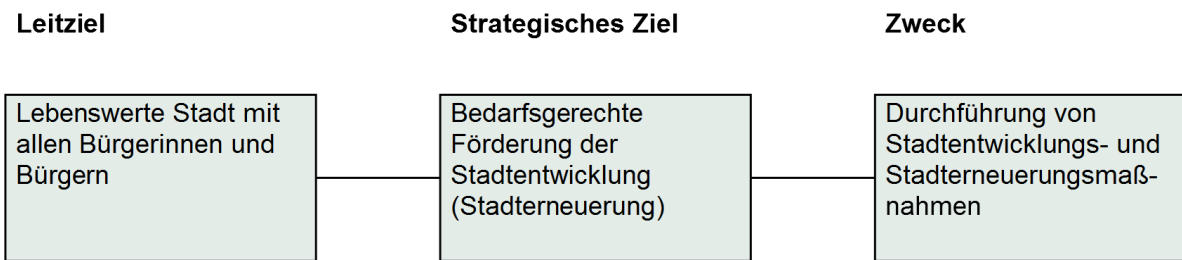 Leitziel
Strategisches Ziel
Zweck
Lebenswerte Stadt mit
allen Bürgerinnen und
Bürgern
Bedarfsgerechte
Förderung der
Stadtentwicklung
(Stadterneuerung)
Durchführung von
Stadtentwicklungs- und
Stadterneuerungsmaß-
nahmen